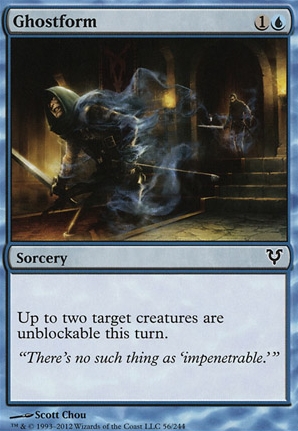 Ghostform 1
Sorcery
Up to two target creatures are
unblockable this turn.
“There’s no such thing as ‘impenetrable.’”
Scott Chou
™ & © 1993–2012 Wizards of the Coast LLC 56/244